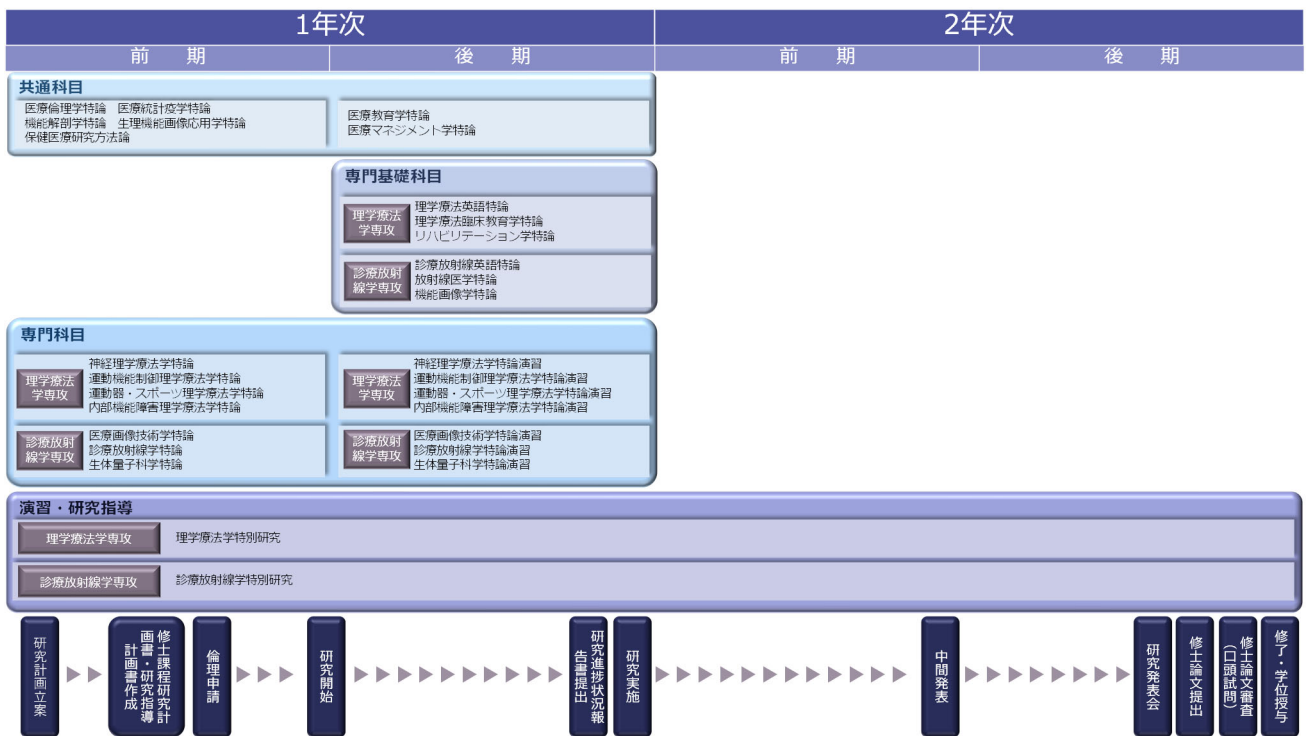 1年次
2年次
前 期
後 期
前 期
後 期
共通科目
医療倫理学特論 医療統計疫学特論
機能解剖学特論 生理機能画像応用学特論
保健医療研究方法論
医療教育学特論
医療マネジメント学特論
専門基礎科目
理学療法
学専攻
理学療法英語特論
理学療法臨床教育学特論
リハビリテーション学特論
診療放射
線学専攻
診療放射線英語特論
放射線医学特論
機能画像学特論
専門科目
理学療法
学専攻
神経理学療法学特論
運動機能制御理学療法学特論
運動器・スポーツ理学療法学特論
内部機能障害理学療法学特論
理学療法
学専攻
神経理学療法学特論演習
運動機能制御理学療法学特論演習
運動器・スポーツ理学療法学特論演習
内部機能障害理学療法学特論演習
診療放射
線学専攻
医療画像技術学特論
診療放射線学特論
生体量子科学特論
診療放射
線学専攻
医療画像技術学特論演習
診療放射線学特論演習
生体量子科学特論演習
演習・研究指導
理学療法学専攻
理学療法学特別研究
診療放射線学専攻
診療放射線学特別研究
研究計画立案
修士課程研究計
画書・研究指導
計画書作成
倫理申請
研究開始
研究進捗状況報
告書提出
研究実施
中間発表
研究発表会
修士論文提出
修士論文審査
(口頭試問)
修了・学位授与